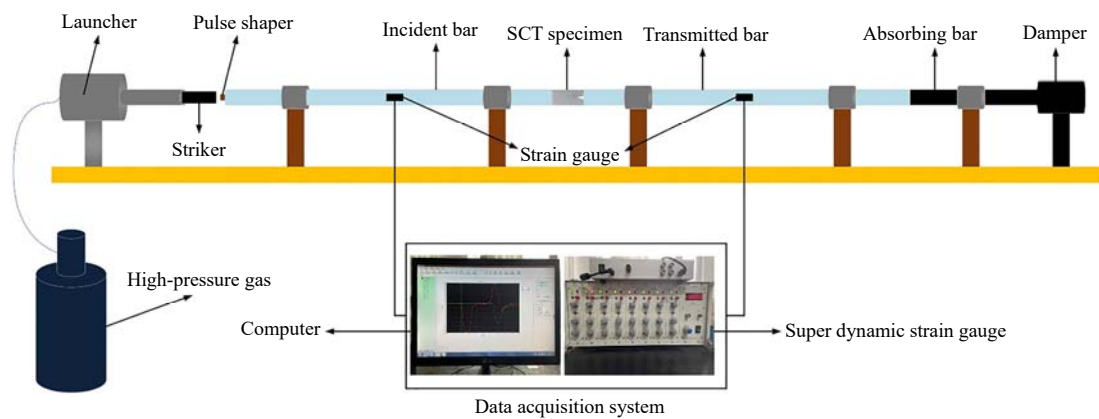 Launcher
Pulse shaper
Incident bar
SCT specimen
Transmitted bar
Absorbing bar
Damper
Striker
Strain gauge
High-pressure gas
Computer
Super dynamic strain gauge
Data acquisition system